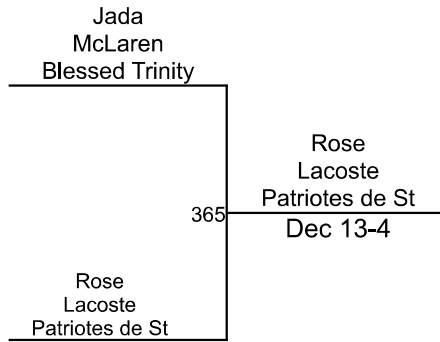 Jada
McLaren
Blessed Trinity
Rose
Lacoste
Patriotes de St
365
Dec 13-4
Rose
Lacoste
Patriotes de St